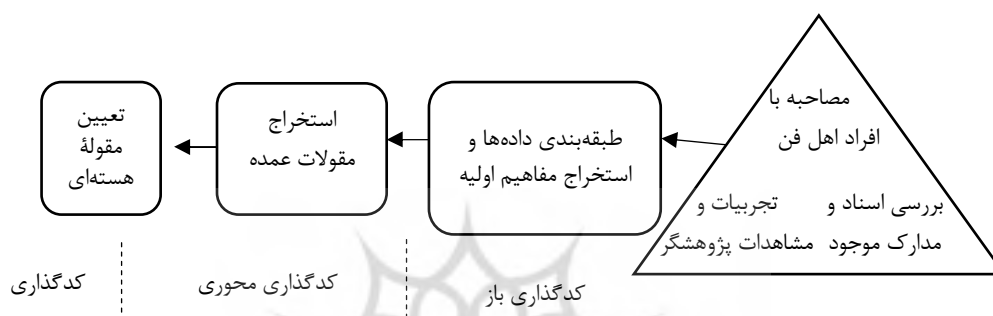 مصاحبه با
افراد اهل فن
بررسی اسناد و
مدارک موجود
تجربیات و
مشاهدات پژوهشگر
طبقه‌بندی داده‌ها و
استخراج مفاهیم اولیه
استخراج
مقولات عمده
تعیین
مقولهٔ
هسته‌ای
کدگذاری باز
کدگذاری محوری
کدگذاری